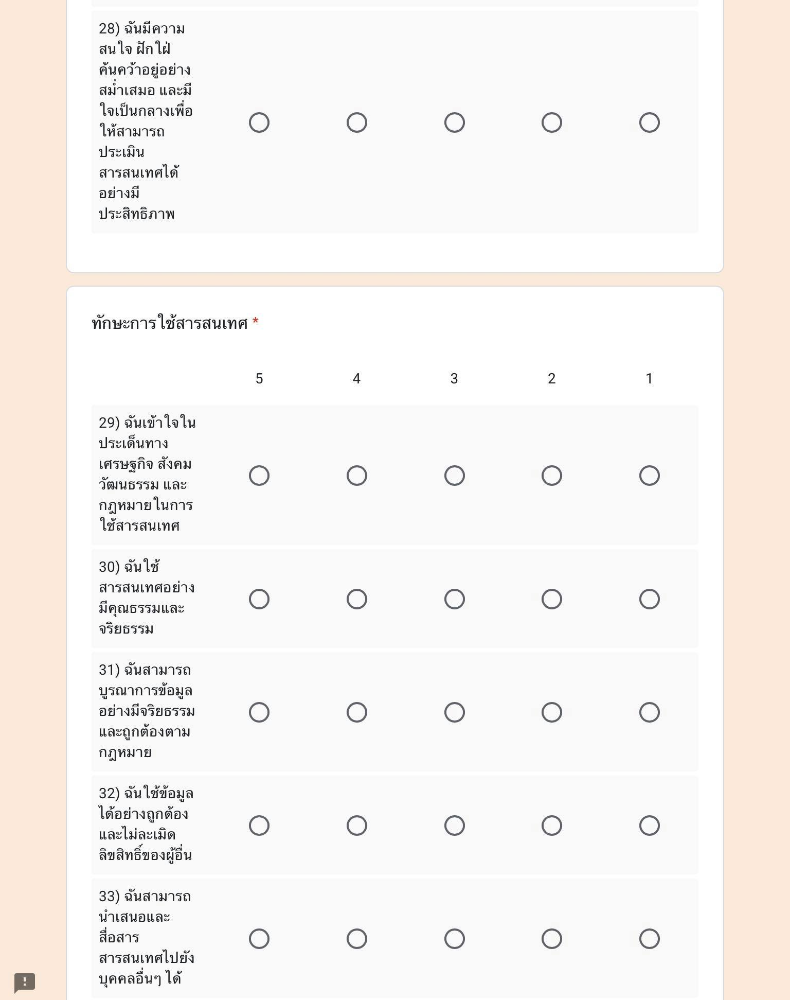 28) ฉันมีความ
สนใจ ฝักใฝ่
ค้นคว้าอยู่อย่าง
สม่ำเสมอ และมี
ใจเป็นกลางเพื่อ
ให้สามารถ
ประเมิน
สารสนเทศได้
อย่างมี
ประสิทธิภาพ
ทักษะการใช้สารสนเทศ *
5 4 3 2 1
29) ฉันเข้าใจใน
ประเด็นทาง
เศรษฐกิจ สังคม
วัฒนธรรม และ
กฎหมายในการ
ใช้สารสนเทศ
30) ฉันใช้
สารสนเทศอย่าง
มีคุณธรรมและ
จริยธรรม
31) ฉันสามารถ
บูรณาการข้อมูล
อย่างมีจริยธรรม
และถูกต้องตาม
กฎหมาย
32) ฉันใช้ข้อมูล
ได้อย่างถูกต้อง
และไม่ละเมิด
ลิขสิทธิ์ของผู้อื่น
33) ฉันสามารถ
นำเสนอและ
สื่อสาร
สารสนเทศไปยัง
บุคคลอื่นๆ ได้